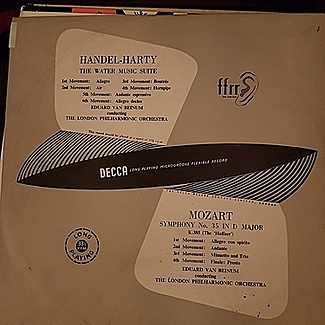 HANDEL-HARTY
THE WATER MUSIC SUITE
1st Movement: Allegro 3rd Movement: Bourrée
2nd Movement: Air 4th Movement: Hornpipe
5th Movement: Andante espressivo
6th Movement: Allegro deciso
EDUARD VAN BEINUM
conducting
THE LONDON PHILHARMONIC ORCHESTRA
ffrr
DECCA LONG PLAYING MICROGROOVE FLEXIBLE RECORD
MOZART
SYMPHONY No. 35 IN D MAJOR
K.385 (The "Haffner")
1st Movement: Allegro con spirito
2nd Movement: Andante
3rd Movement: Minuetto and Trio
4th Movement: Finale: Presto
EDUARD VAN BEINUM
conducting
THE LONDON PHILHARMONIC ORCHESTRA
LONG
33⅓
PLAYING